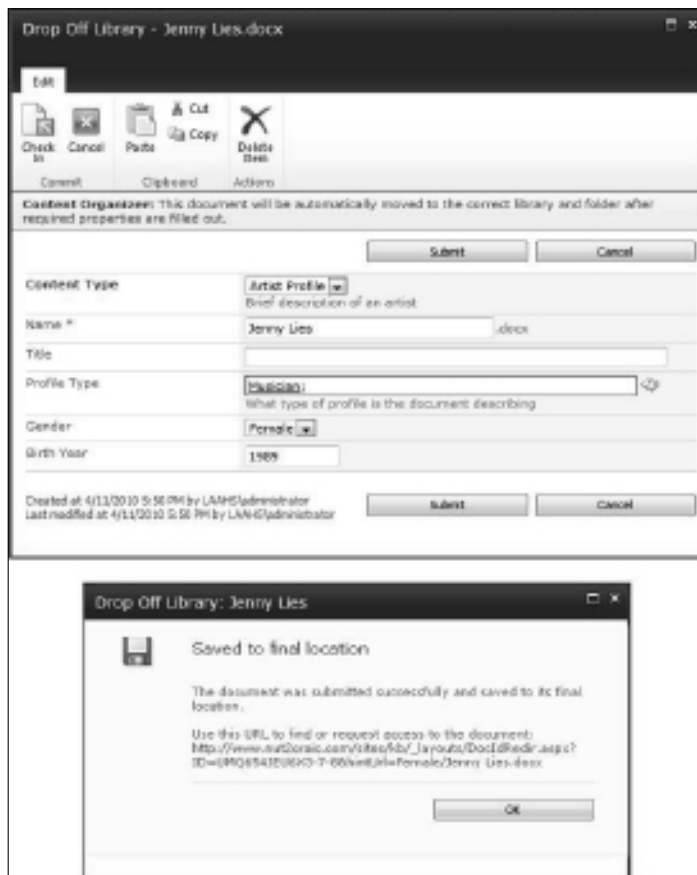 Drop Off Library - Jenny Lies.docx
Edit
Check In
Cancel
Paste
Cut
Copy
Delete Item
Commit
Clipboard
Actions
Content Organizer: This document will be automatically moved to the correct library and folder after
required properties are filled out.
Submit Cancel
Content Type Artist Profile
Brief description of an artist
Name * Jenny Lies .docx
Title
Profile Type Musician;
What type of profile is the document describing
Gender Female
Birth Year 1989
Created at 4/11/2010 5:50 PM by LAAHS\administrator
Last modified at 4/11/2010 5:50 PM by LAAHS\administrator
Submit Cancel
Drop Off Library: Jenny Lies
Saved to final location
The document was submitted successfully and saved to its final
location.
Use this URL to find or request access to the document: